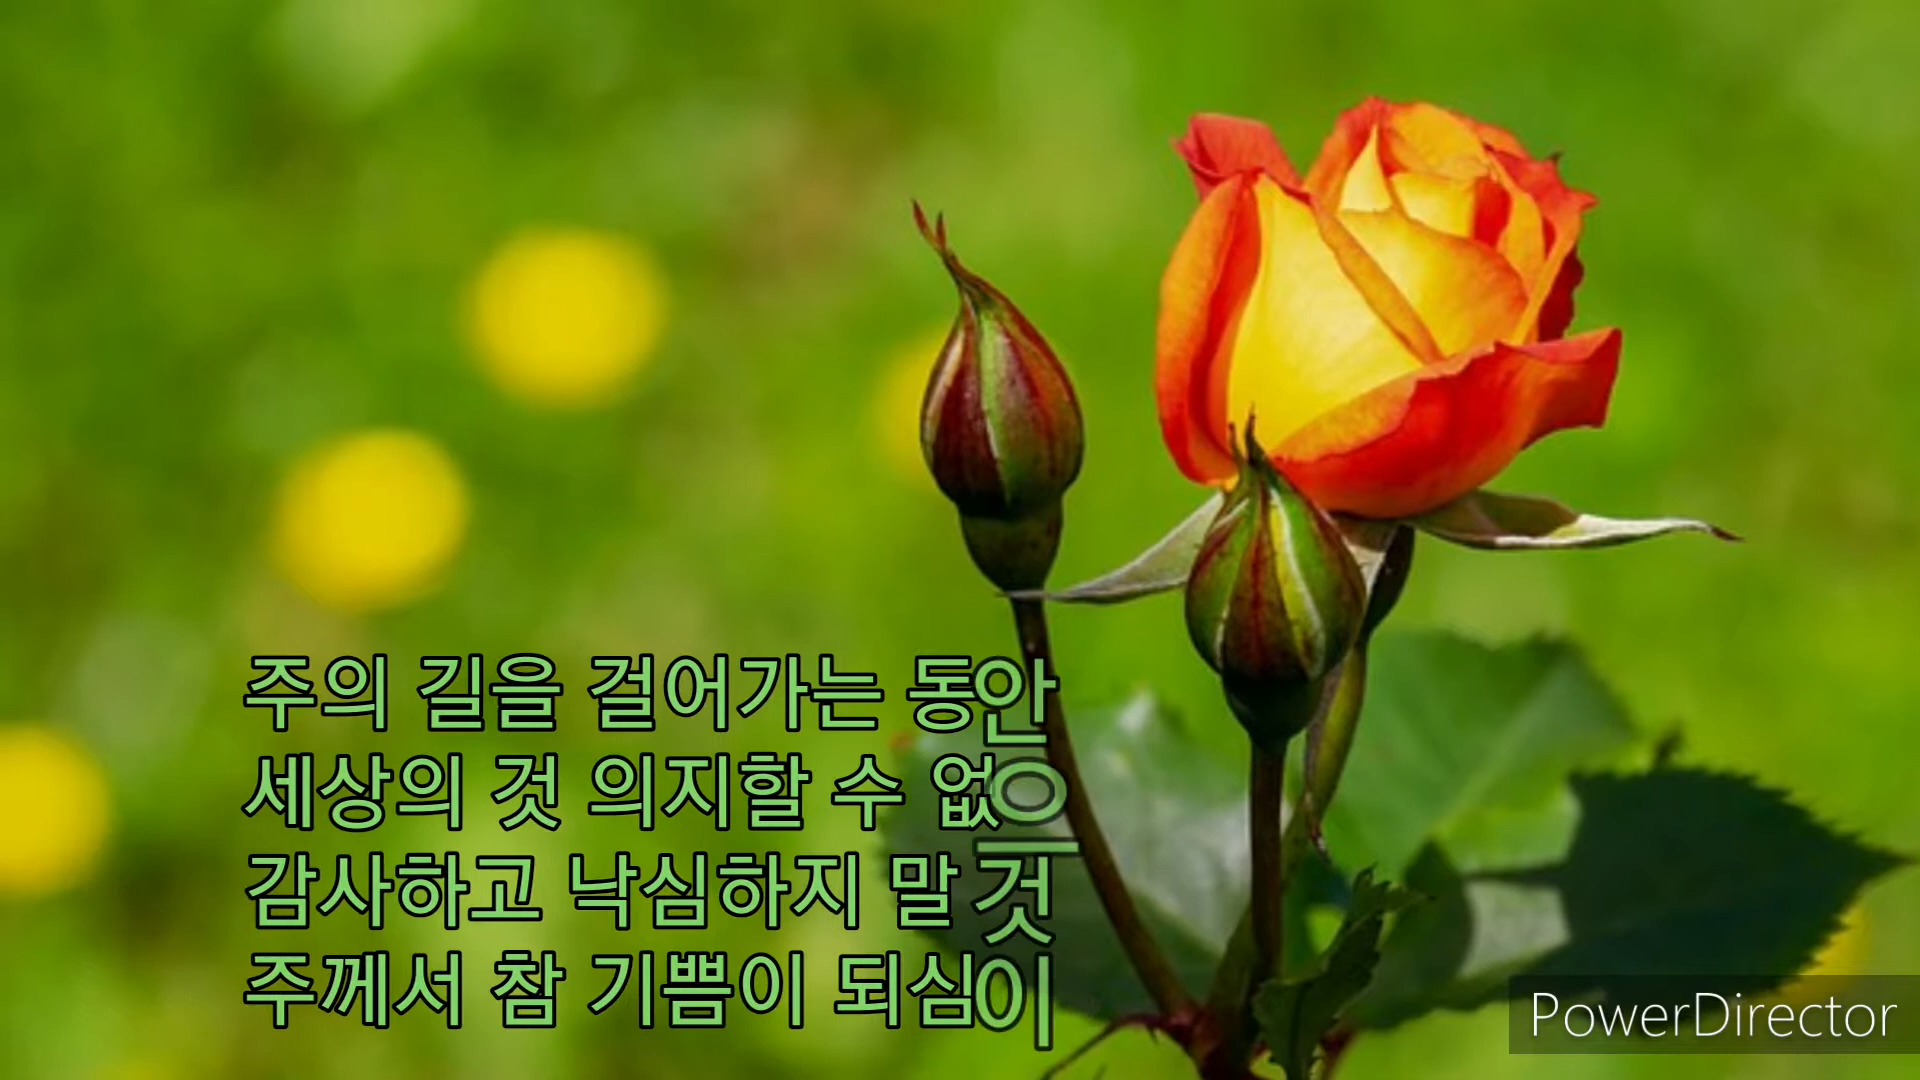 주의 길을 걸어가는 동안
세상의 것 의지할 수 없으
감사하고 낙심하지 말 것
주께서 참 기쁨이 되심이
PowerDirector